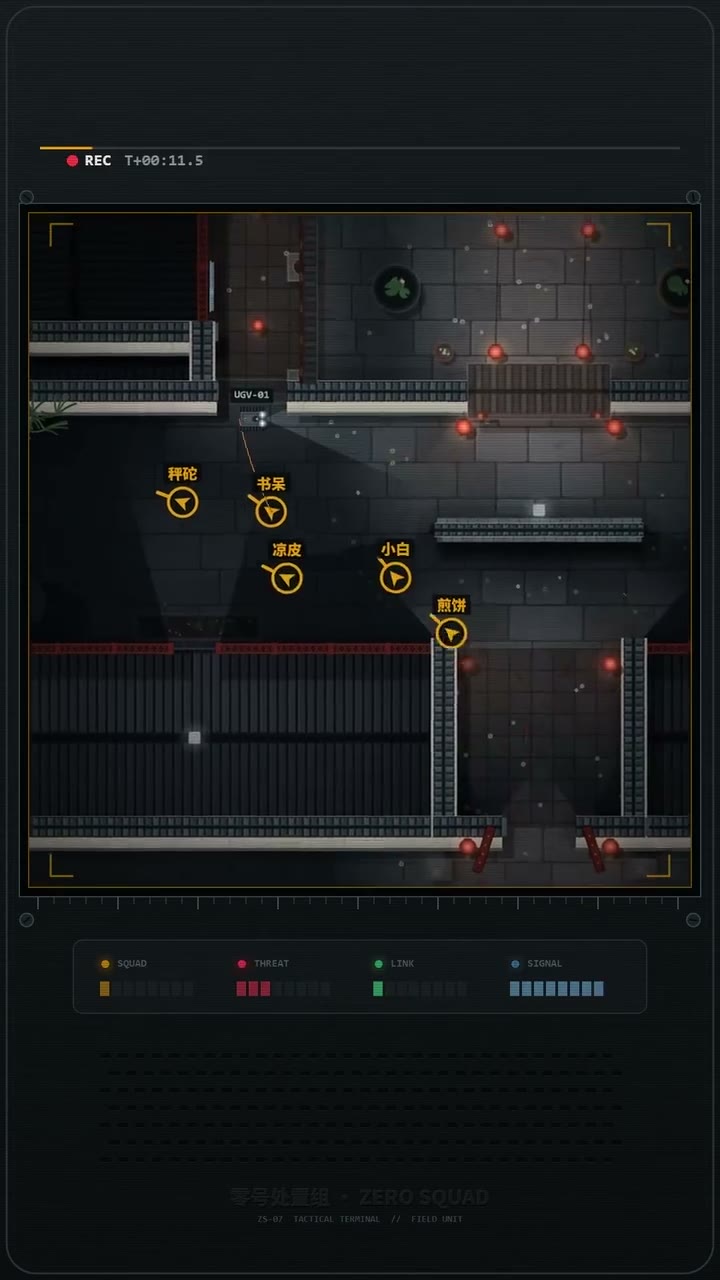 REC T+00:11.5
UGV-01
秤砣
书呆
凉皮
小白
煎饼
SQUAD THREAT LINK SIGNAL
零号处置组 · ZERO SQUAD
ZS-07 TACTICAL TERMINAL // FIELD UNIT